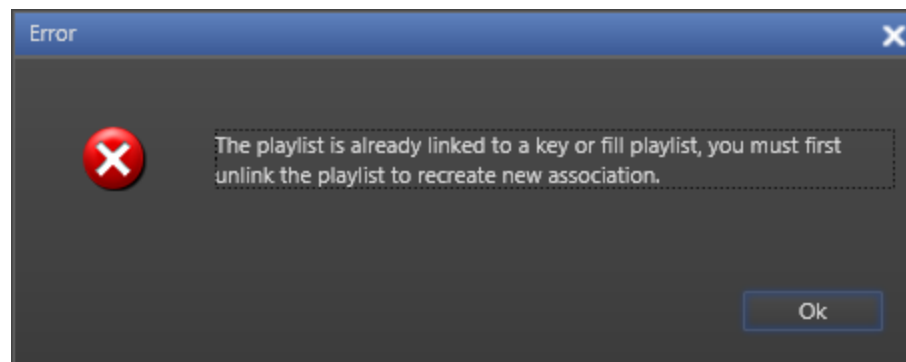 Error
The playlist is already linked to a key or fill playlist, you must first
unlink the playlist to recreate new association.
Ok